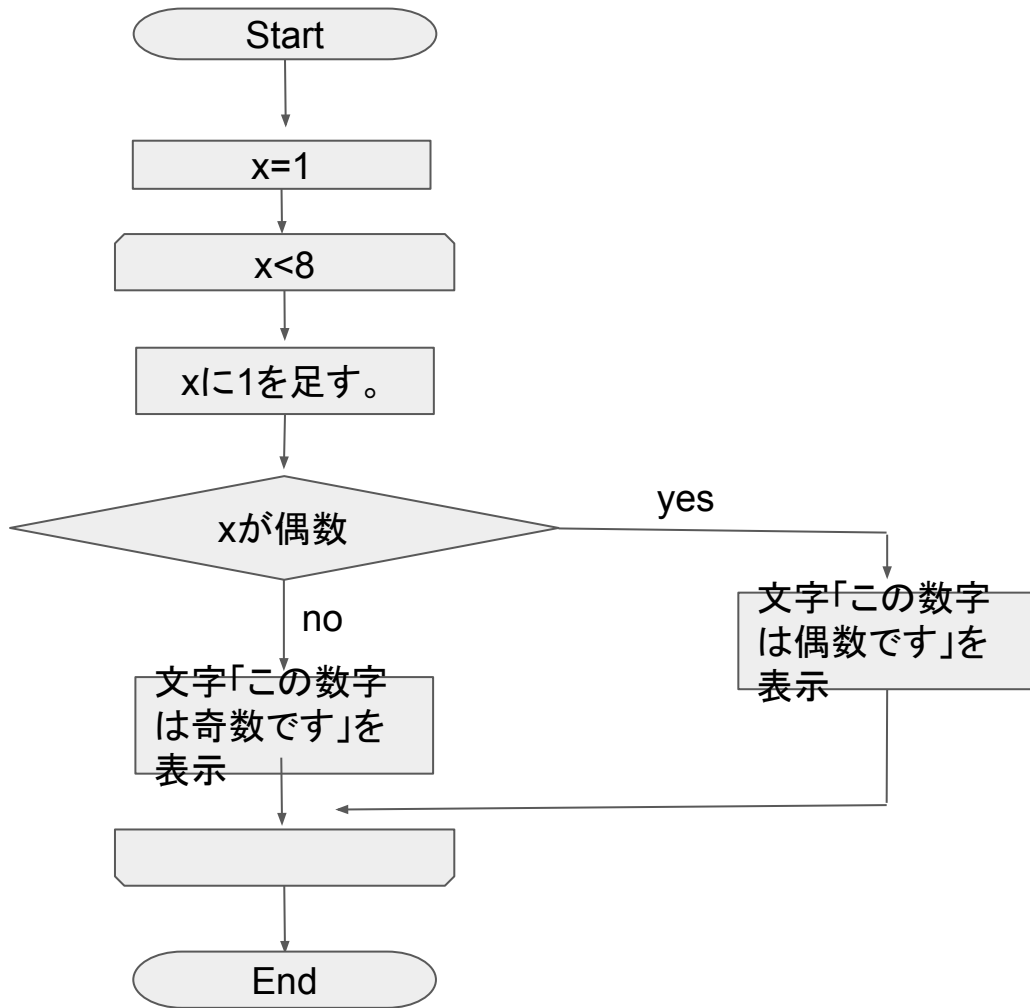 Start
x=1
x<8
xに1を足す。
xが偶数
yes
no
文字「この数字
は偶数です」を
表示
文字「この数字
は奇数です」を
表示
End